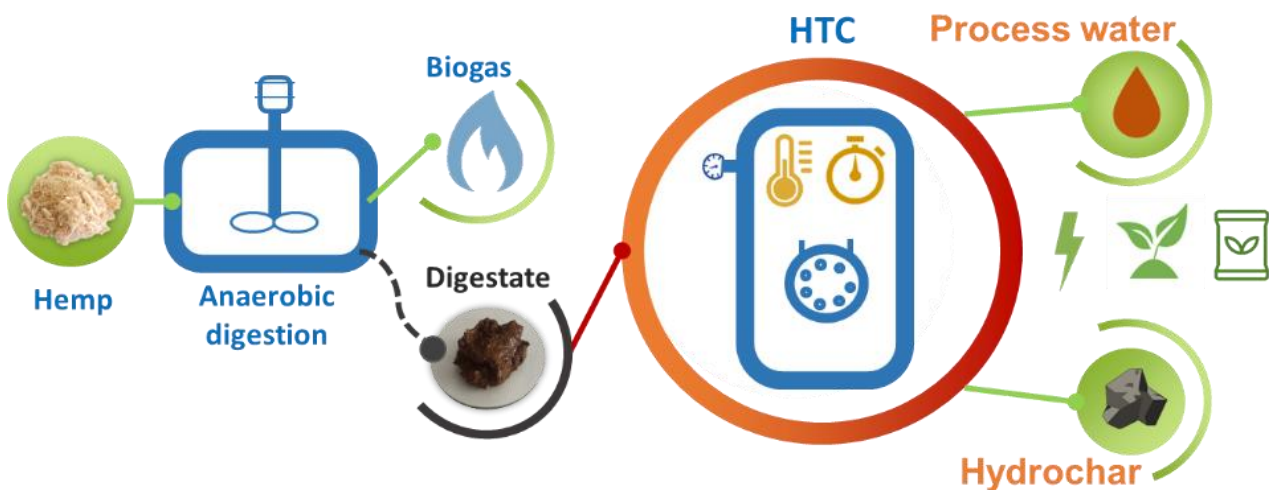 Hemp
Anaerobic
digestion
Biogas
Digestate
HTC
Process water
Hydrochar